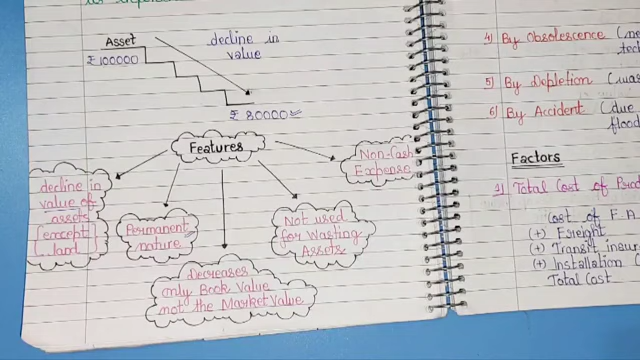 Asset
₹100000
decline in
value
₹ 80000
Features
Non-Cash
Expense
decline in
value of
assets
(except
land)
Permanent
nature
Not used
for Wasting
Assets
Decreases
only Book Value
not the Market Value
4) By Obsolescence
5) By Depletion
6) By Accident (due
flood
Factors
1) Total Cost of
Cost of F.A
(+) Freight
(+) Transit
(+) Installation
Total Cost